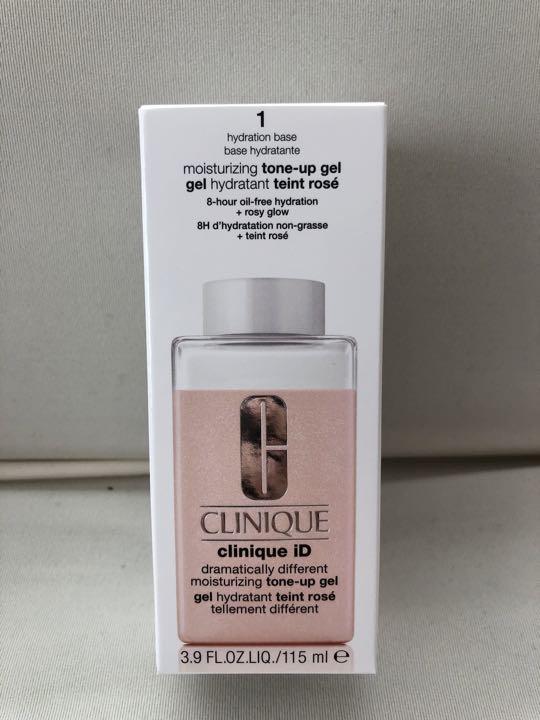 1
hydration base
base hydratante
moisturizing tone-up gel
gel hydratant teint rosé
8-hour oil-free hydration
+ rosy glow
8H d'hydratation non-grasse
+ teint rosé
CLINIQUE
clinique iD
dramatically different
moisturizing tone-up gel
gel hydratant teint rosé
tellement différent
3.9 FL.OZ.LIQ./115 ml ℮